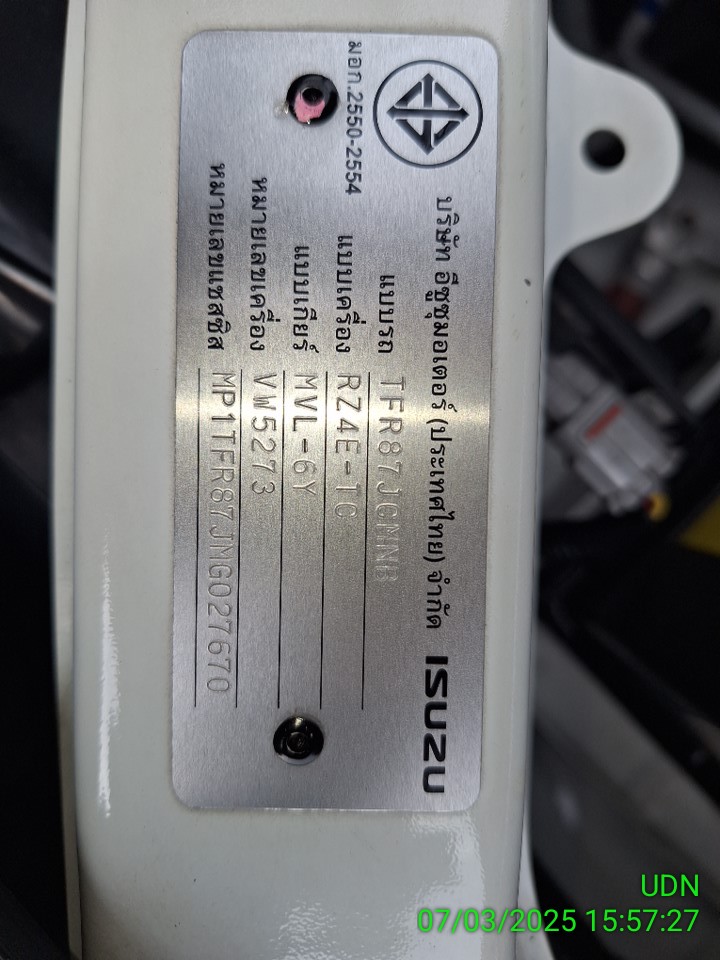 มอก.2550-2554
บริษัท อีซูซุมอเตอร์ (ประเทศไทย) จำกัด ISUZU
แบบรถ TFR87JCMNB
แบบเครื่อง RZ4E-TC
แบบเกียร์ MVL-6Y
หมายเลขเครื่อง VW5273
หมายเลขแชสซิส MP1TFR87JNG027670
UDN
07/03/2025 15:57:27